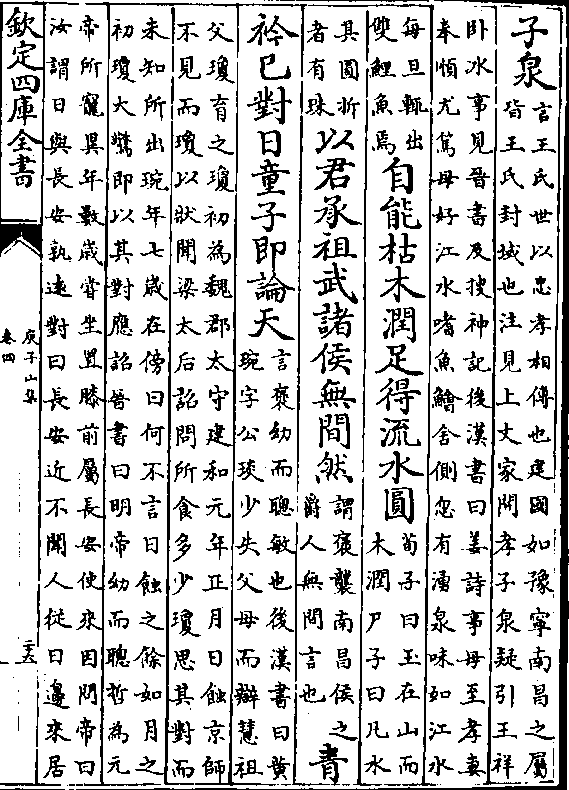 子泉言王氏世以忠孝相傳也建國如豫寧南昌之屬
皆王氏封域也注見上丈家開孝子泉疑引王祥
卧冰事見晉書及搜神記後漢書曰姜詩事母至孝妻
奉順尤篤母好江水嗜魚鱠舍側忽有湧泉味如江水
每旦輒出
雙鯉魚焉
自能枯木潤足得流水圓
荀子曰玉在山而
木潤尸子曰凡水
其圓折
者有珠
以君承祖武諸侯無間然
謂褒襲南昌侯之
爵人無間言也
青
衿已對日童子即論天
言褒幼而聰敏也後漢書曰黄
琬字公琰少失父母而辯慧祖
父瓊育之瓊初為魏郡太守建和元年正月日蝕京師
不見而瓊以狀聞梁太后詔問所食多少瓊思其對而
未知所出琬年七歲在傍曰何不言日蝕之餘如月之
初瓊大驚即以其對應詔晉書曰明帝幼而聰哲為元
帝所寵異年數歲嘗坐置膝前屬長安使來因問帝曰
汝謂日與長安孰遠對曰長安近不聞人從日邊來居
欽定四庫全書
庾子山集
卷四